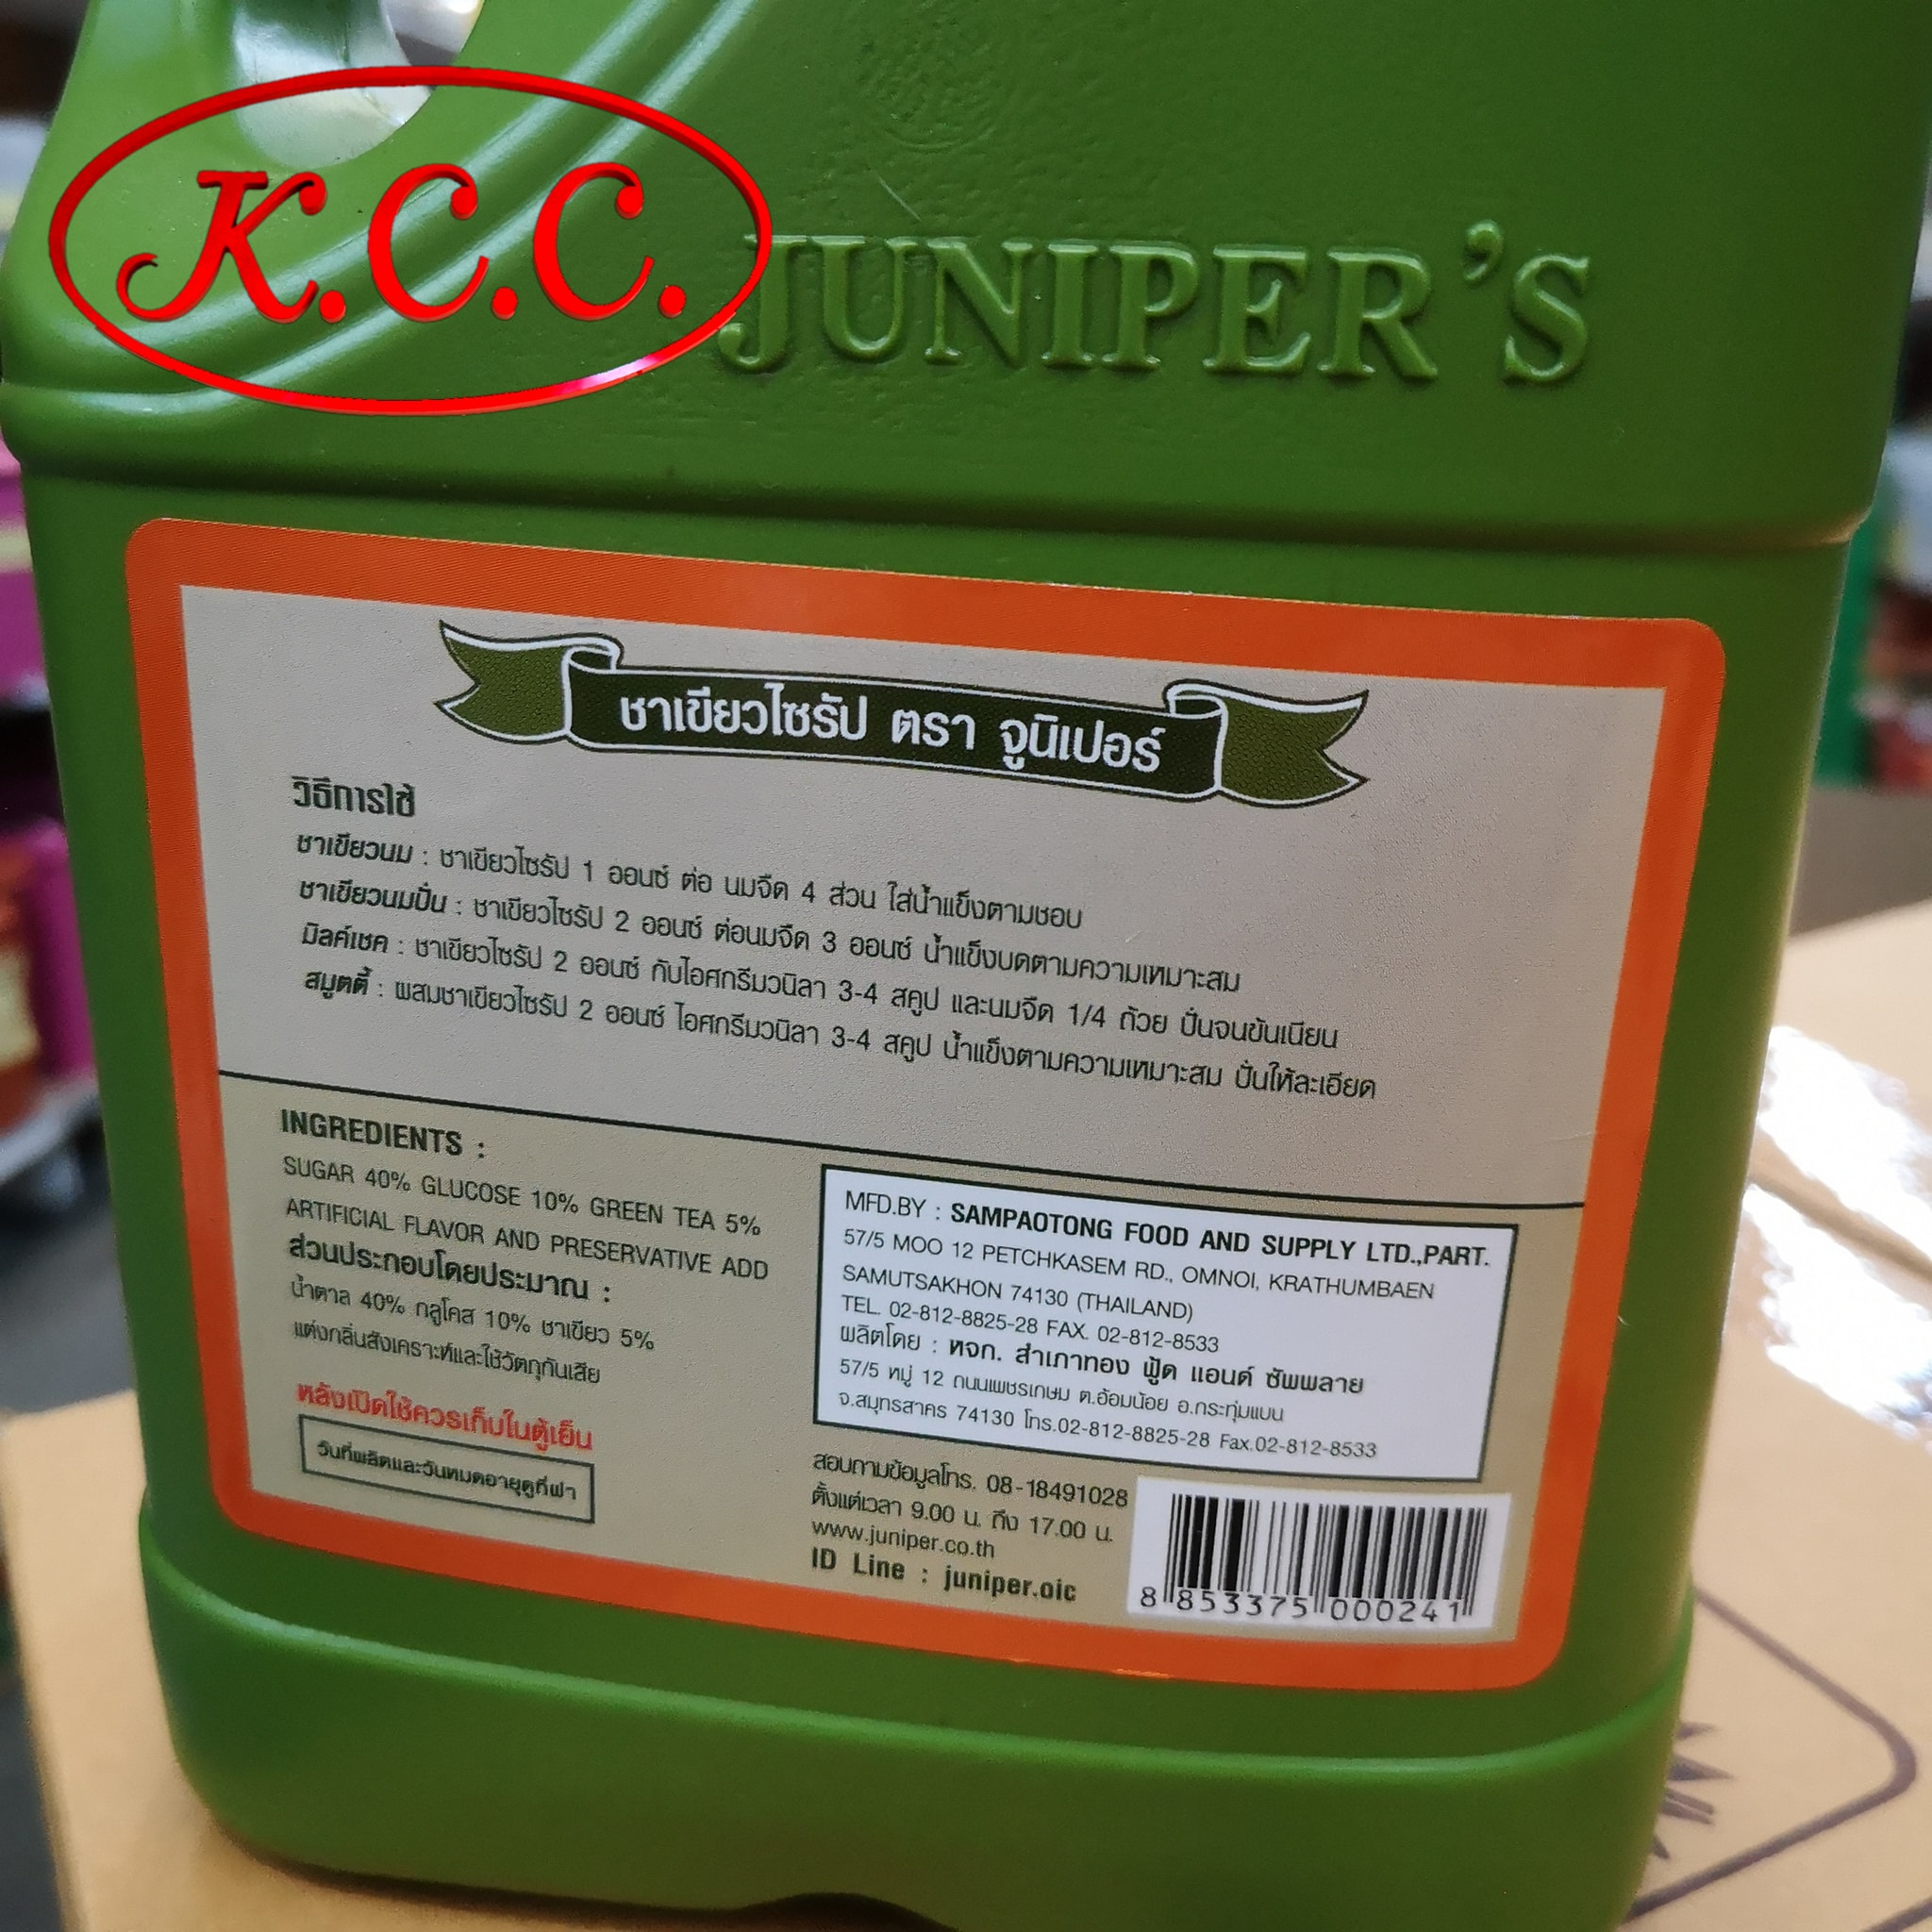 K.C.C.
JUNIPER'S
ชาเขียวไซรัป ตรา จูนิเปอร์
วิธีการใช้
ชาเขียวนม : ชาเขียวไซรัป 1 ออนซ์ ต่อ นมจืด 4 ส่วน ใส่น้ำแข็งตามชอบ
ชาเขียวนมปั่น : ชาเขียวไซรัป 2 ออนซ์ ต่อนมจืด 3 ออนซ์ น้ำแข็งบดตามความเหมาะสม
มิลค์เชค : ชาเขียวไซรัป 2 ออนซ์ กับไอศกรีมวนิลา 3-4 สคูป และนมจืด 1/4 ถ้วย ปั่นจนข้นเนียน
สมูตตี้ : ผสมชาเขียวไซรัป 2 ออนซ์ ไอศกรีมวนิลา 3-4 สคูป น้ำแข็งตามความเหมาะสม ปั่นให้ละเอียด
INGREDIENTS :
SUGAR 40% GLUCOSE 10% GREEN TEA 5%
ARTIFICIAL FLAVOR AND PRESERVATIVE ADD
ส่วนประกอบโดยประมาณ :
น้ำตาล 40% กลูโคส 10% ชาเขียว 5%
แต่งกลิ่นสังเคราะห์และใช้วัตถุกันเสีย
หลังเปิดใช้ควรเก็บในตู้เย็น
วันที่ผลิตและวันหมดอายุดูที่ฝา
MFD.BY : SAMPAOTONG FOOD AND SUPPLY LTD.,PART.
57/5 MOO 12 PETCHKASEM RD., OMNOI, KRATHUMBAEN
SAMUTSAKHON 74130 (THAILAND)
TEL. 02-812-8825-28 FAX. 02-812-8533
ผลิตโดย : หจก. สำเภาทอง ฟู้ด แอนด์ ซัพพลาย
57/5 หมู่ 12 ถนนเพชรเกษม ต.อ้อมน้อย อ.กระทุ่มแบน
จ.สมุทรสาคร 74130 โทร.02-812-8825-28 Fax.02-812-8533
สอบถามข้อมูลโทร. 08-18491028
ตั้งแต่เวลา 9.00 น. ถึง 17.00 น.
www.juniper.co.th
ID Line : juniper.oic
8 853375 000241